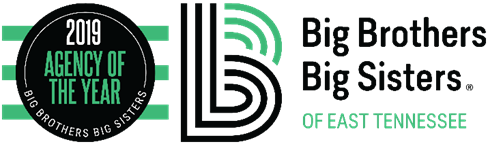 2019
AGENCY OF
THE YEAR
BIG BROTHERS BIG SISTERS
Big Brothers
Big Sisters®
OF EAST TENNESSEE